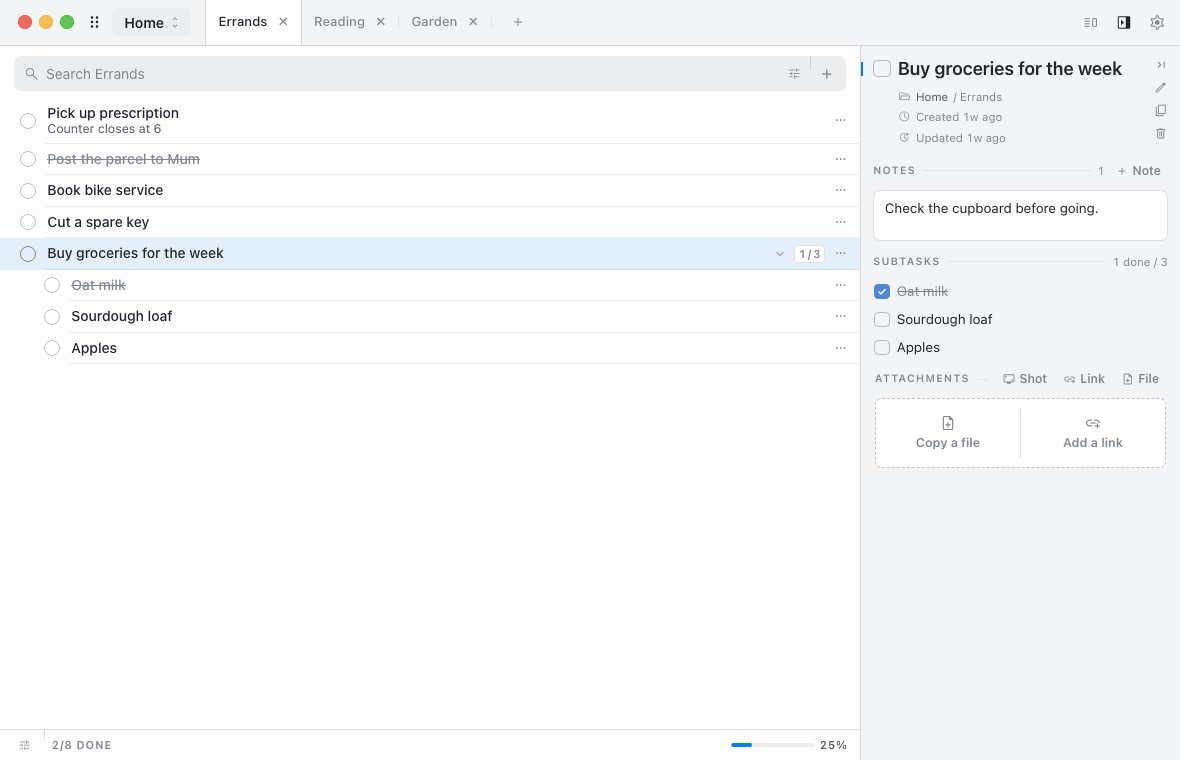 Home
Errands
Reading
Garden
Search Errands
Pick up prescription
Counter closes at 6
Post the parcel to Mum
Book bike service
Cut a spare key
Buy groceries for the week
1/3
Oat milk
Sourdough loaf
Apples
2/8 DONE
25%
Buy groceries for the week
Home / Errands
Created 1w ago
Updated 1w ago
NOTES 1 + Note
Check the cupboard before going.
SUBTASKS 1 done / 3
Oat milk
Sourdough loaf
Apples
ATTACHMENTS Shot Link File
Copy a file
Add a link